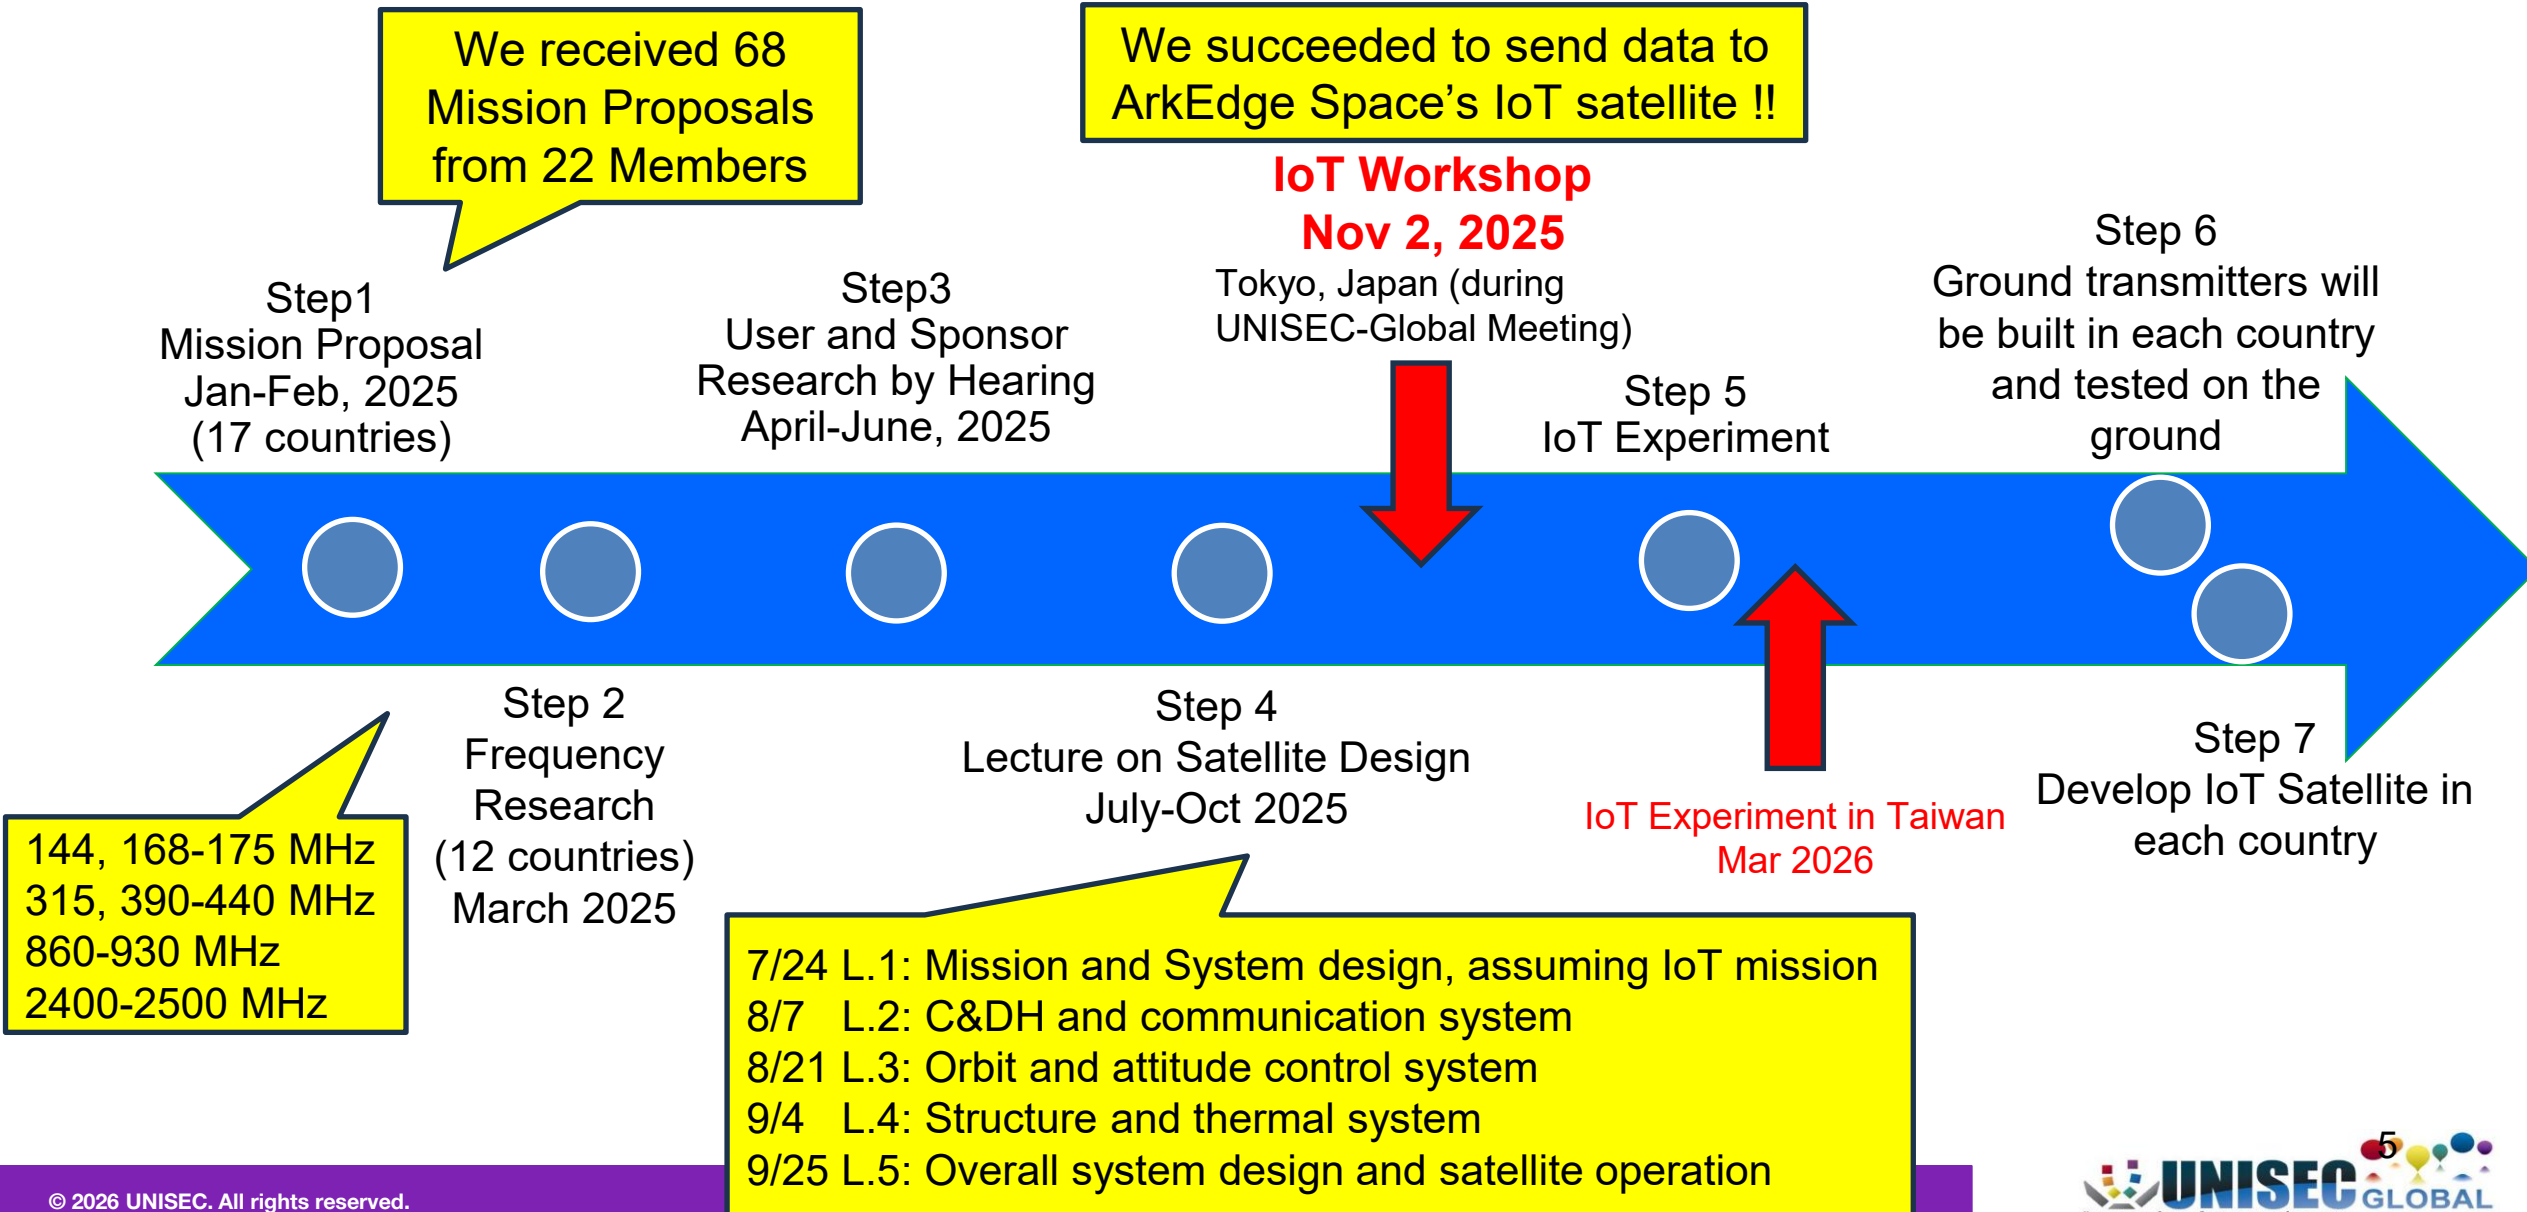 We received 68
Mission Proposals
from 22 Members
We succeeded to send data to
ArkEdge Space’s IoT satellite !!
IoT Workshop
Nov 2, 2025
Tokyo, Japan (during
UNISEC-Global Meeting)
Step1
Mission Proposal
Jan-Feb, 2025
(17 countries)
Step3
User and Sponsor
Research by Hearing
April-June, 2025
Step 5
IoT Experiment
Step 6
Ground transmitters will
be built in each country
and tested on the
ground
Step 2
Frequency
Research
(12 countries)
March 2025
Step 4
Lecture on Satellite Design
July-Oct 2025
IoT Experiment in Taiwan
Mar 2026
Step 7
Develop IoT Satellite in
each country
144, 168-175 MHz
315, 390-440 MHz
860-930 MHz
2400-2500 MHz
7/24 L.1: Mission and System design, assuming IoT mission
8/7 L.2: C&DH and communication system
8/21 L.3: Orbit and attitude control system
9/4 L.4: Structure and thermal system
9/25 L.5: Overall system design and satellite operation
© 2026 UNISEC. All rights reserved.
5
UNISEC GLOBAL